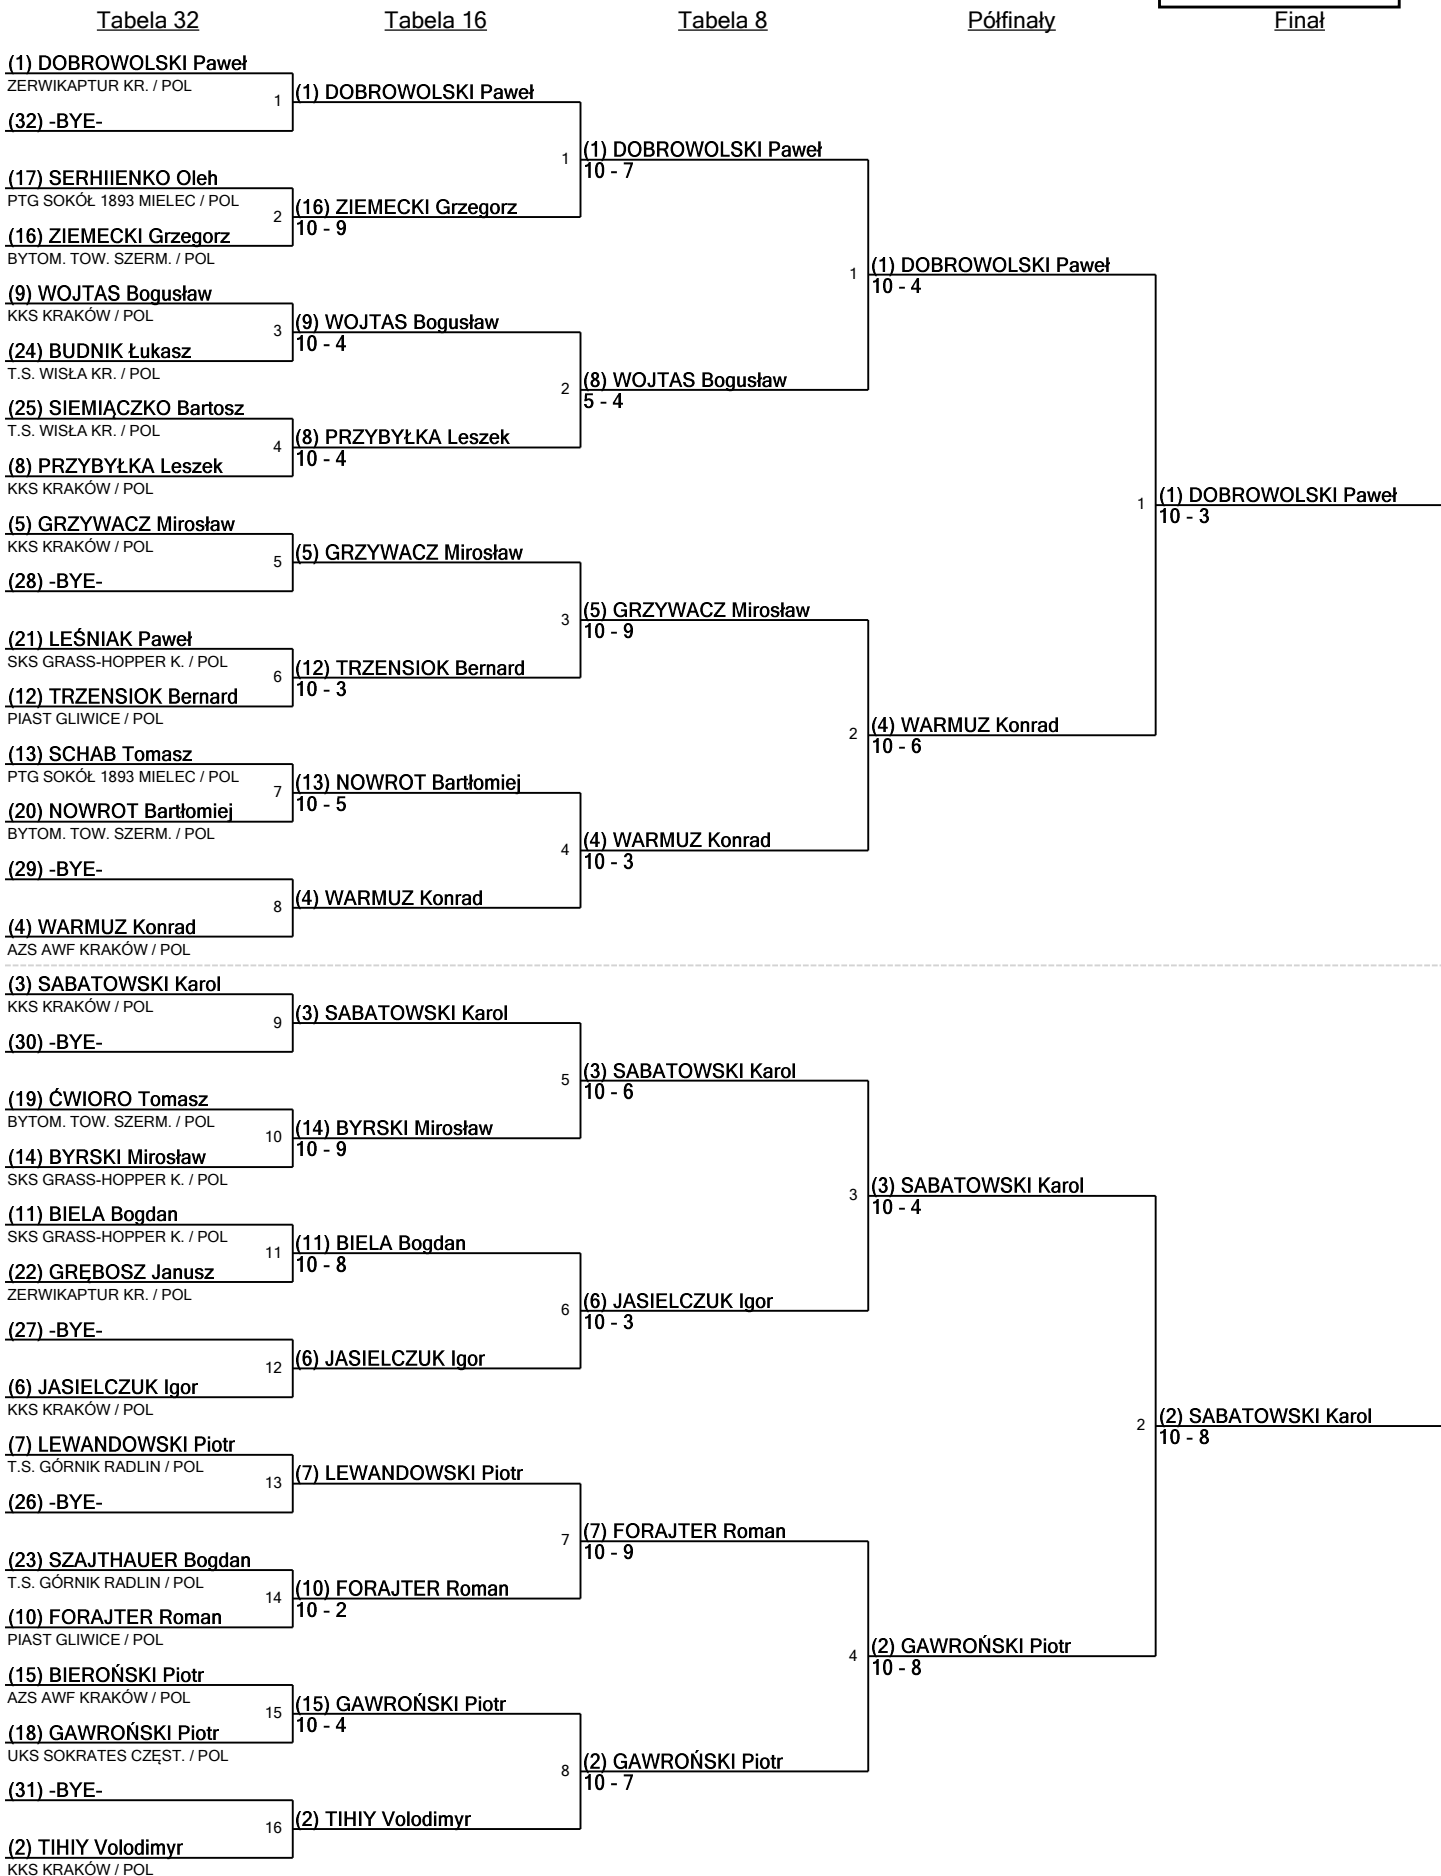 Tabela 32
Tabela 16
Tabela 8
Półfinały
Finał
(1) DOBROWOLSKI Paweł
ZERWIKAPTUR KR. / POL
(32) -BYE-
(17) SERHIIENKO Oleh
PTG SOKÓŁ 1893 MIELEC / POL
(16) ZIEMECKI Grzegorz
BYTOM. TOW. SZERM. / POL
(9) WOJTAS Bogusław
KKS KRAKÓW / POL
(24) BUDNIK Łukasz
T.S. WISŁA KR. / POL
(25) SIEMIĄCZKO Bartosz
T.S. WISŁA KR. / POL
(8) PRZYBYŁKA Leszek
KKS KRAKÓW / POL
(5) GRZYWACZ Mirosław
KKS KRAKÓW / POL
(28) -BYE-
(21) LEŚNIAK Paweł
SKS GRASS-HOPPER K. / POL
(12) TRZENSIOK Bernard
PIAST GLIWICE / POL
(13) SCHAB Tomasz
PTG SOKÓŁ 1893 MIELEC / POL
(20) NOWROT Bartłomiej
BYTOM. TOW. SZERM. / POL
(29) -BYE-
(4) WARMUZ Konrad
AZS AWF KRAKÓW / POL
(3) SABATOWSKI Karol
KKS KRAKÓW / POL
(30) -BYE-
(19) ĆWIORO Tomasz
BYTOM. TOW. SZERM. / POL
(14) BYRSKI Mirosław
SKS GRASS-HOPPER K. / POL
(11) BIELA Bogdan
SKS GRASS-HOPPER K. / POL
(22) GRĘBOSZ Janusz
ZERWIKAPTUR KR. / POL
(27) -BYE-
(6) JASIELCZUK Igor
KKS KRAKÓW / POL
(7) LEWANDOWSKI Piotr
T.S. GÓRNIK RADLIN / POL
(26) -BYE-
(23) SZAJTHAUER Bogdan
T.S. GÓRNIK RADLIN / POL
(10) FORAJTER Roman
PIAST GLIWICE / POL
(15) BIEROŃSKI Piotr
AZS AWF KRAKÓW / POL
(18) GAWROŃSKI Piotr
UKS SOKRATES CZĘST. / POL
(31) -BYE-
(2) TIHIY Volodimyr
KKS KRAKÓW / POL
1
(1) DOBROWOLSKI Paweł
2
(16) ZIEMECKI Grzegorz
10 - 9
3
(9) WOJTAS Bogusław
10 - 4
4
(8) PRZYBYŁKA Leszek
10 - 4
5
(5) GRZYWACZ Mirosław
6
(12) TRZENSIOK Bernard
10 - 3
7
(13) NOWROT Bartłomiej
10 - 5
8
(4) WARMUZ Konrad
9
(3) SABATOWSKI Karol
10
(14) BYRSKI Mirosław
10 - 9
11
(11) BIELA Bogdan
10 - 8
12
(6) JASIELCZUK Igor
13
(7) LEWANDOWSKI Piotr
14
(10) FORAJTER Roman
10 - 2
15
(15) GAWROŃSKI Piotr
10 - 4
16
(2) TIHIY Volodimyr
1
(1) DOBROWOLSKI Paweł
10 - 7
2
(8) WOJTAS Bogusław
5 - 4
3
(5) GRZYWACZ Mirosław
10 - 9
4
(4) WARMUZ Konrad
10 - 3
5
(3) SABATOWSKI Karol
10 - 6
6
(6) JASIELCZUK Igor
10 - 3
7
(7) FORAJTER Roman
10 - 9
8
(2) GAWROŃSKI Piotr
10 - 7
1
(1) DOBROWOLSKI Paweł
10 - 4
2
(4) WARMUZ Konrad
10 - 6
3
(3) SABATOWSKI Karol
10 - 4
4
(2) GAWROŃSKI Piotr
10 - 8
1
(1) DOBROWOLSKI Paweł
10 - 3
2
(2) SABATOWSKI Karol
10 - 8